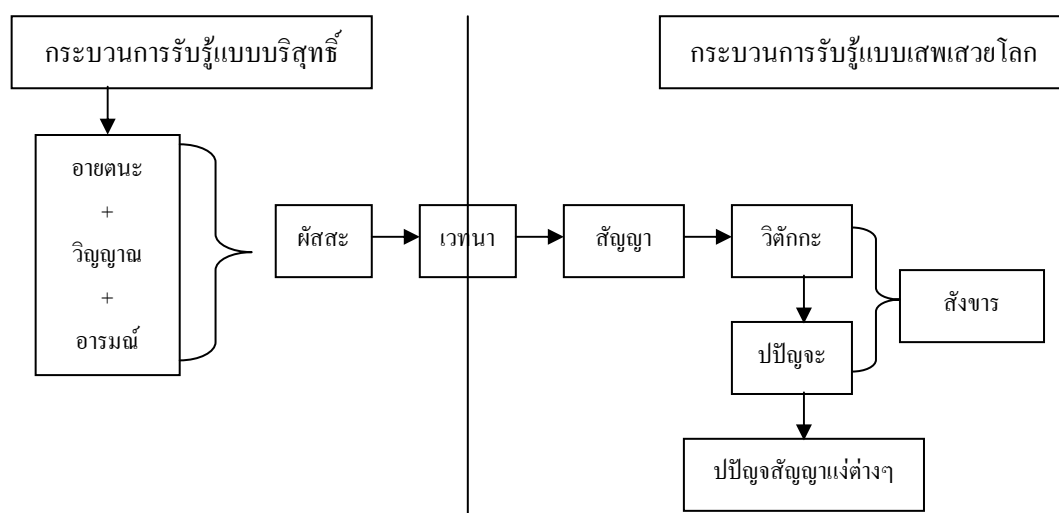 กระบวนการรับรู้แบบบริสุทธิ์
กระบวนการรับรู้แบบเสพเสวยโลก
อายตนะ
+
วิญญาณ
+
อารมณ์
ผัสสะ
เวทนา
สัญญา
วิตักกะ
ปปัญจะ
สังขาร
ปปัญจสัญญาแง่ต่างๆ